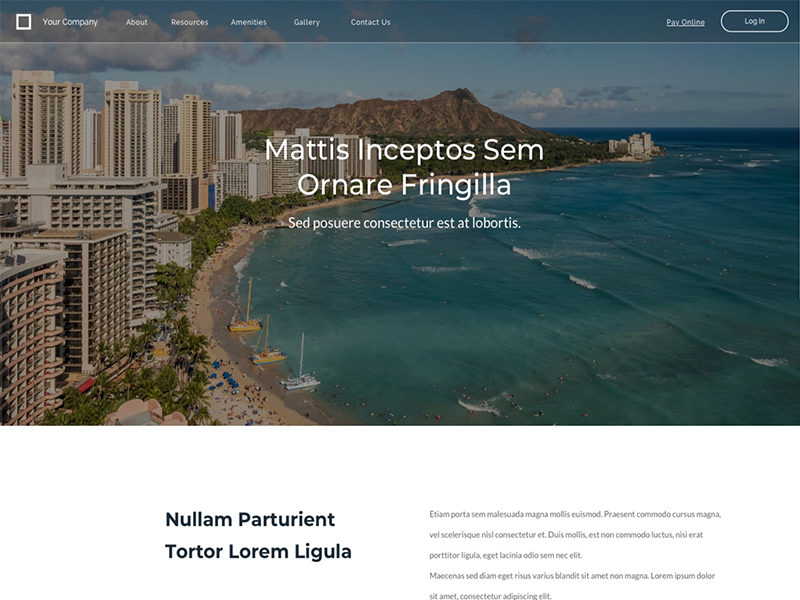 Your Company
About
Resources
Amenities
Gallery
Contact Us
Pay Online
Log In
Mattis Inceptos Sem
Ornare Fringilla
Sed posuere consectetur est at lobortis.
Nullam Parturient
Tortor Lorem Ligula
Etiam porta sem malesuada magna mollis euismod. Praesent commodo cursus magna,
vel scelerisque nisl consectetur et. Duis mollis, est non commodo luctus, nisi erat
porttitor ligula, eget lacinia odio sem nec elit.
Maecenas sed diam eget risus varius blandit sit amet non magna. Lorem ipsum dolor
sit amet, consectetur adipiscing elit.